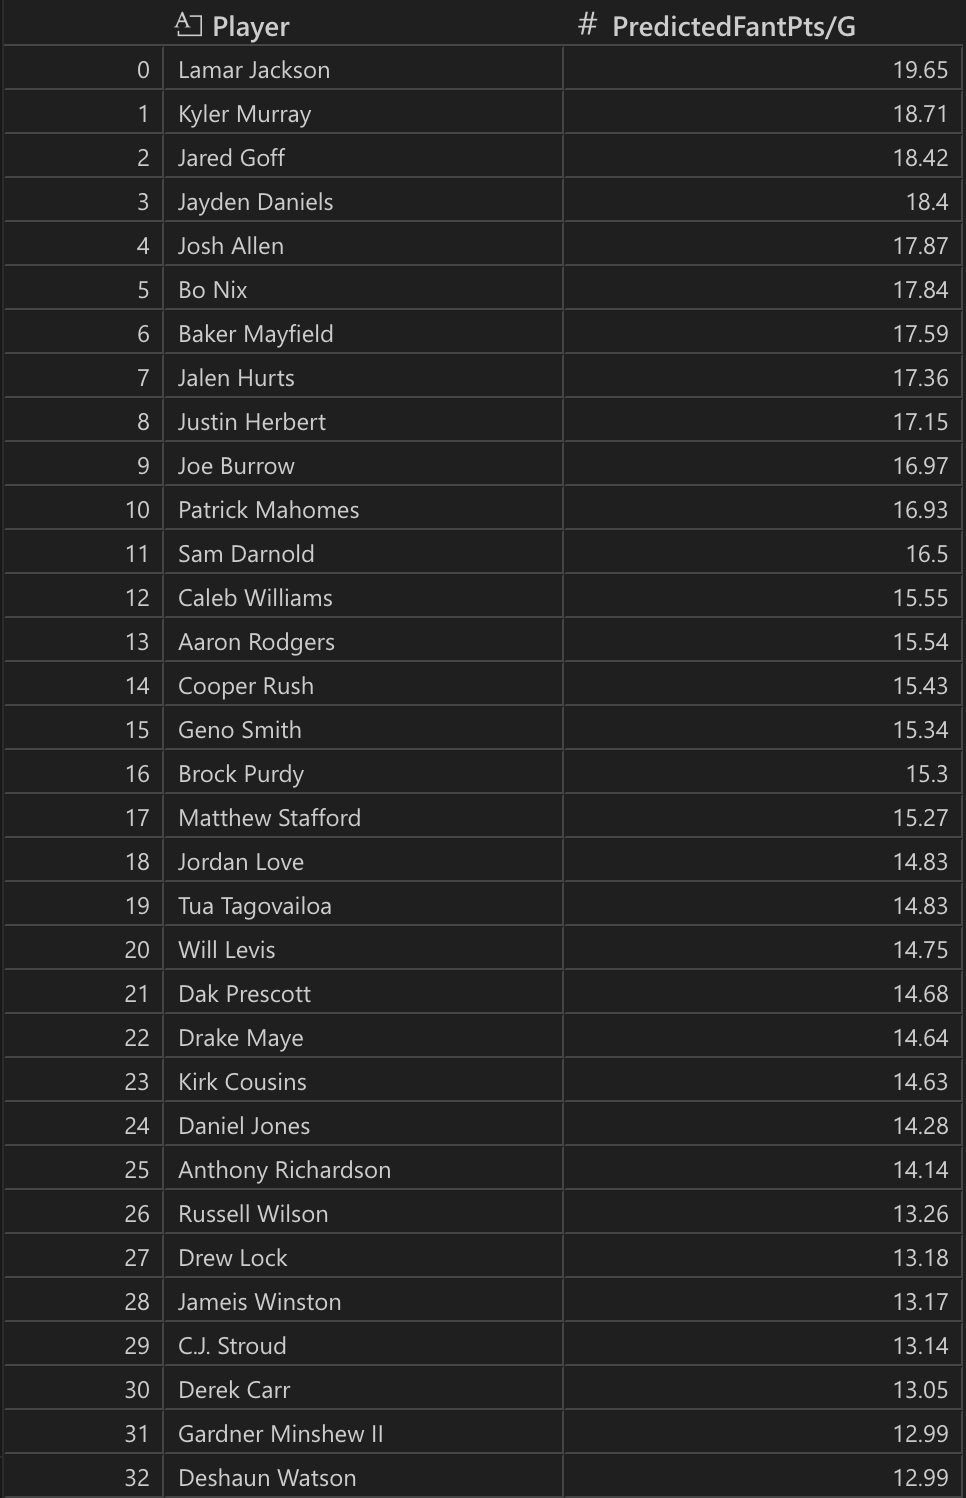 Player # PredictedFantPts/G
0 Lamar Jackson 19.65
1 Kyler Murray 18.71
2 Jared Goff 18.42
3 Jayden Daniels 18.4
4 Josh Allen 17.87
5 Bo Nix 17.84
6 Baker Mayfield 17.59
7 Jalen Hurts 17.36
8 Justin Herbert 17.15
9 Joe Burrow 16.97
10 Patrick Mahomes 16.93
11 Sam Darnold 16.5
12 Caleb Williams 15.55
13 Aaron Rodgers 15.54
14 Cooper Rush 15.43
15 Geno Smith 15.34
16 Brock Purdy 15.3
17 Matthew Stafford 15.27
18 Jordan Love 14.83
19 Tua Tagovailoa 14.83
20 Will Levis 14.75
21 Dak Prescott 14.68
22 Drake Maye 14.64
23 Kirk Cousins 14.63
24 Daniel Jones 14.28
25 Anthony Richardson 14.14
26 Russell Wilson 13.26
27 Drew Lock 13.18
28 Jameis Winston 13.17
29 C.J. Stroud 13.14
30 Derek Carr 13.05
31 Gardner Minshew II 12.99
32 Deshaun Watson 12.99